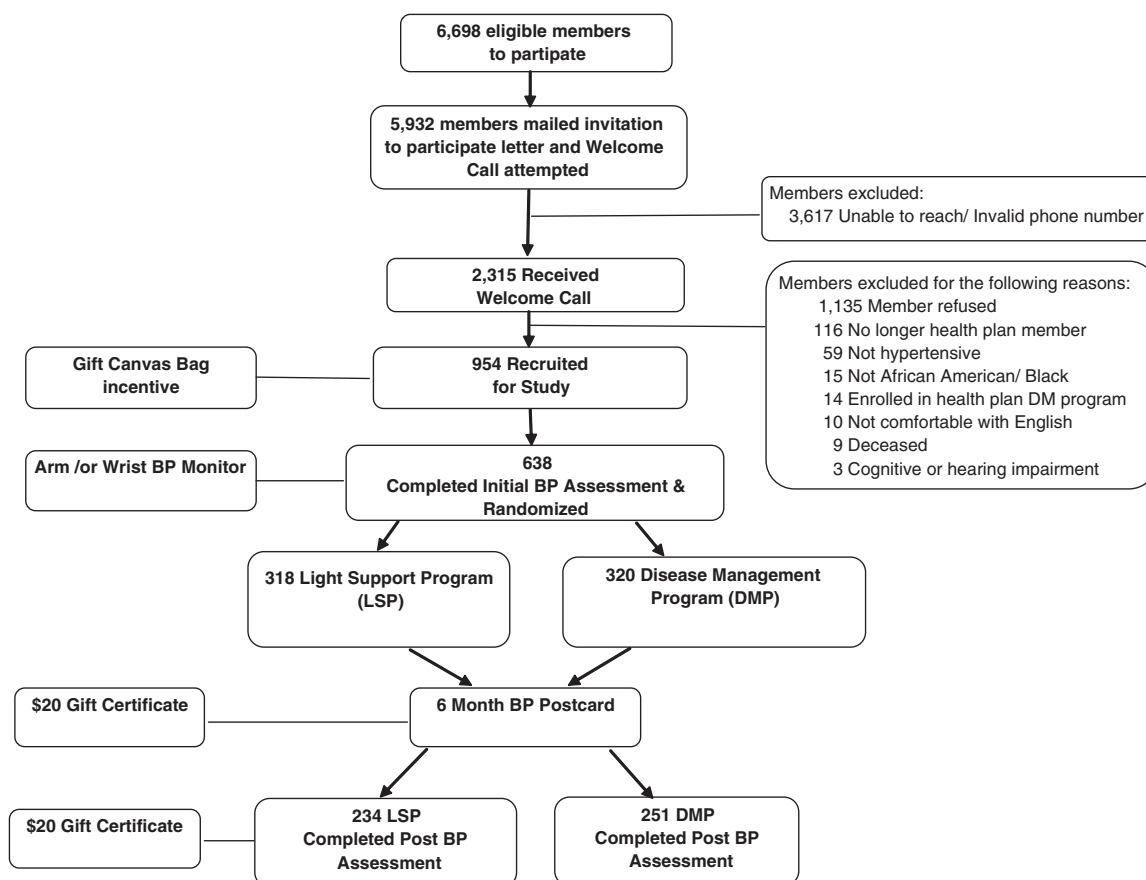 6,698 eligible members
to partipate
5,932 members mailed invitation
to participate letter and Welcome
Call attempted
Members excluded:
3,617 Unable to reach/ Invalid phone number
2,315 Received
Welcome Call
Members excluded for the following reasons:
1,135 Member refused
116 No longer health plan member
59 Not hypertensive
15 Not African American/ Black
14 Enrolled in health plan DM program
10 Not comfortable with English
9 Deceased
3 Cognitive or hearing impairment
Gift Canvas Bag
incentive
954 Recruited
for Study
Arm /or Wrist BP Monitor
638
Completed Initial BP Assessment &
Randomized
318 Light Support Program
(LSP)
320 Disease Management
Program (DMP)
$20 Gift Certificate
6 Month BP Postcard
$20 Gift Certificate
234 LSP
Completed Post BP
Assessment
251 DMP
Completed Post BP
Assessment